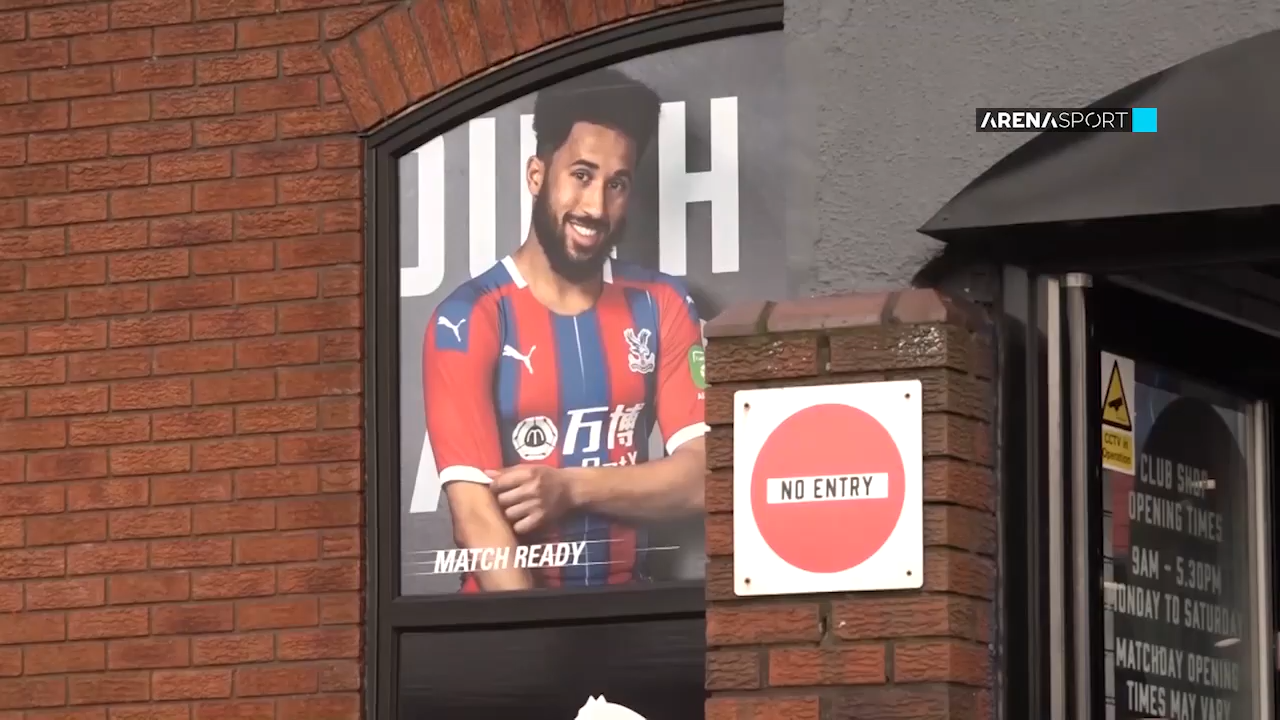 ARENASPORT
MATCH READY
万博
NO ENTRY
CCTV in
Operation
CLUB SHOP
OPENING TIMES
9AM - 5.30PM
MONDAY TO SATURDAY
MATCHDAY OPENING
TIMES MAY VARY